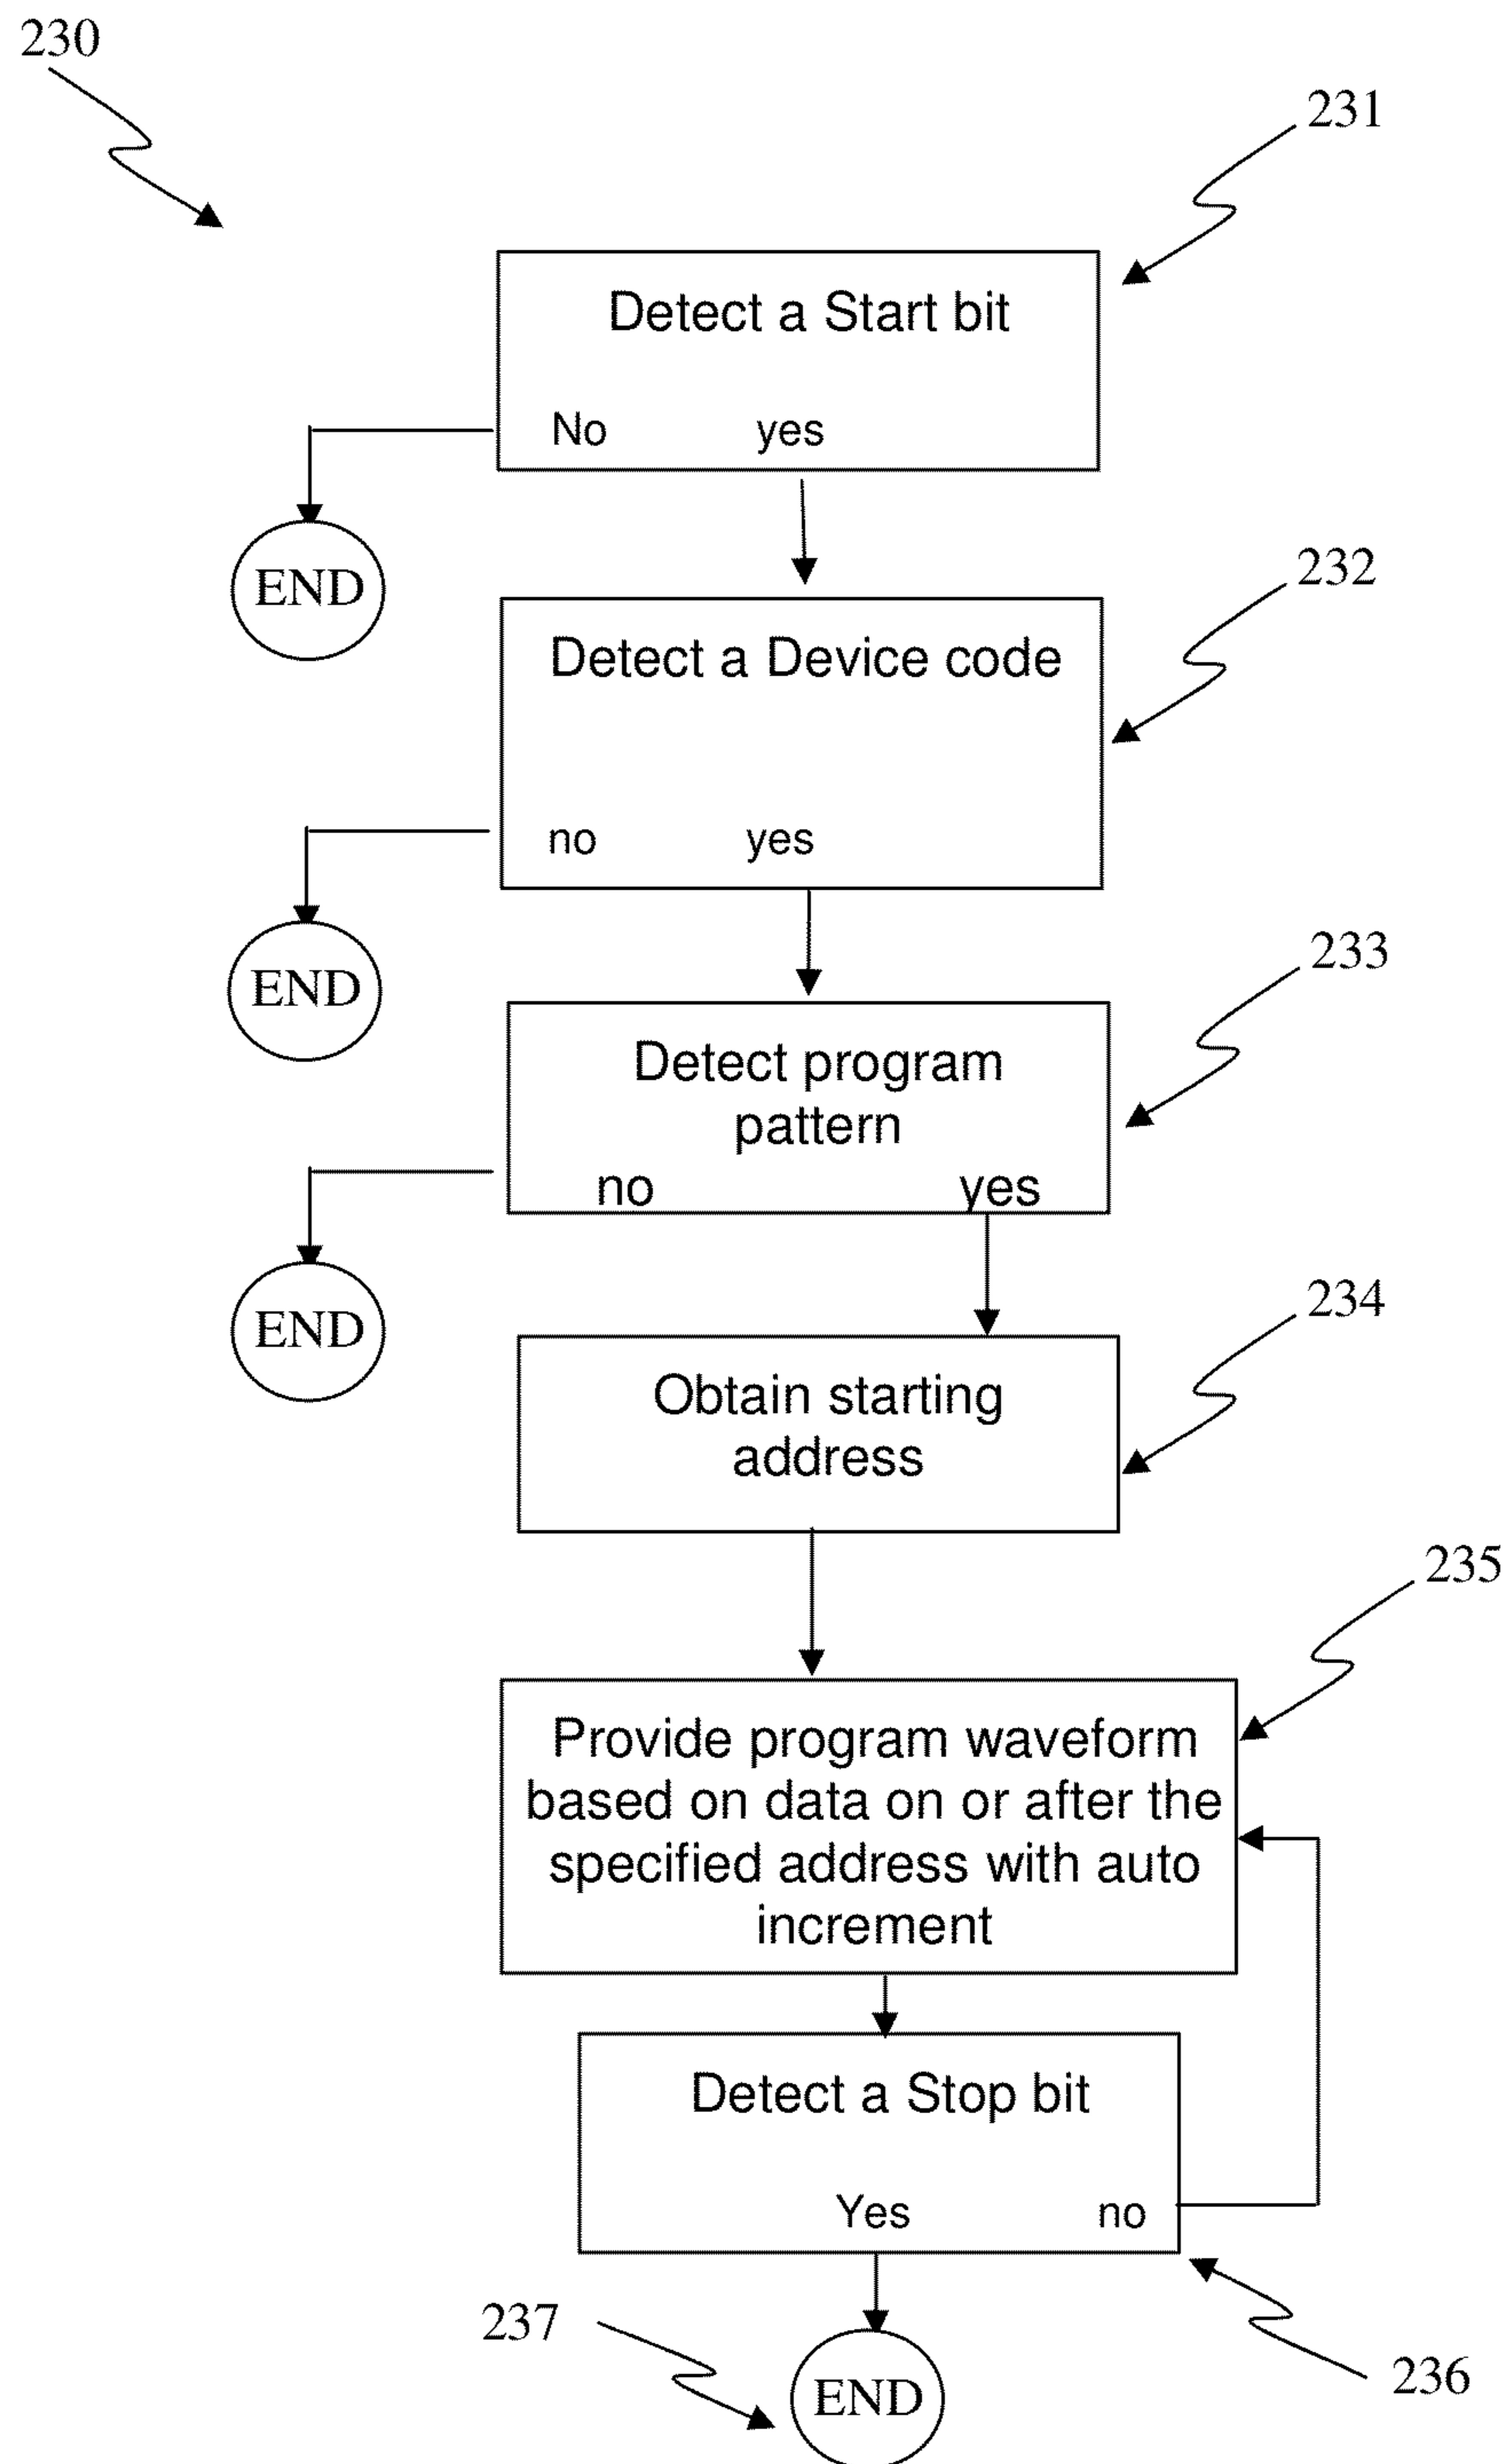 230
231
Detect a Start bit
No yes
END
232
Detect a Device code
no yes
END
233
Detect program
pattern
no yes
END
234
Obtain starting
address
235
Provide program waveform
based on data on or after the
specified address with auto
increment
Detect a Stop bit
Yes no
237
236
END